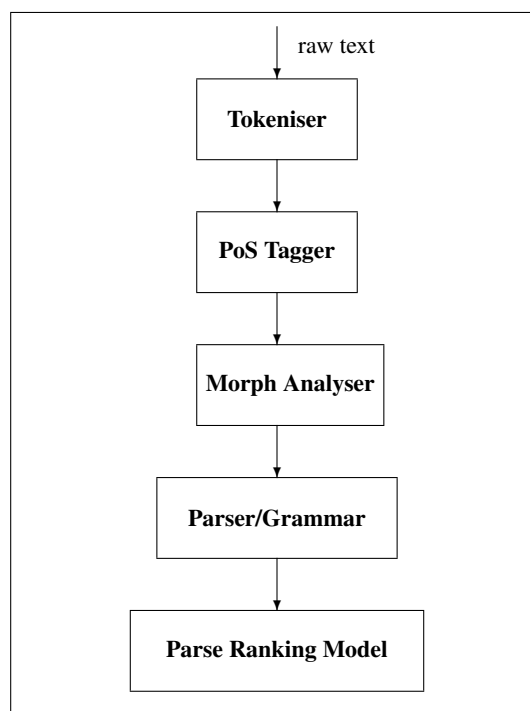 raw text
Tokeniser
PoS Tagger
Morph Analyser
Parser/Grammar
Parse Ranking Model